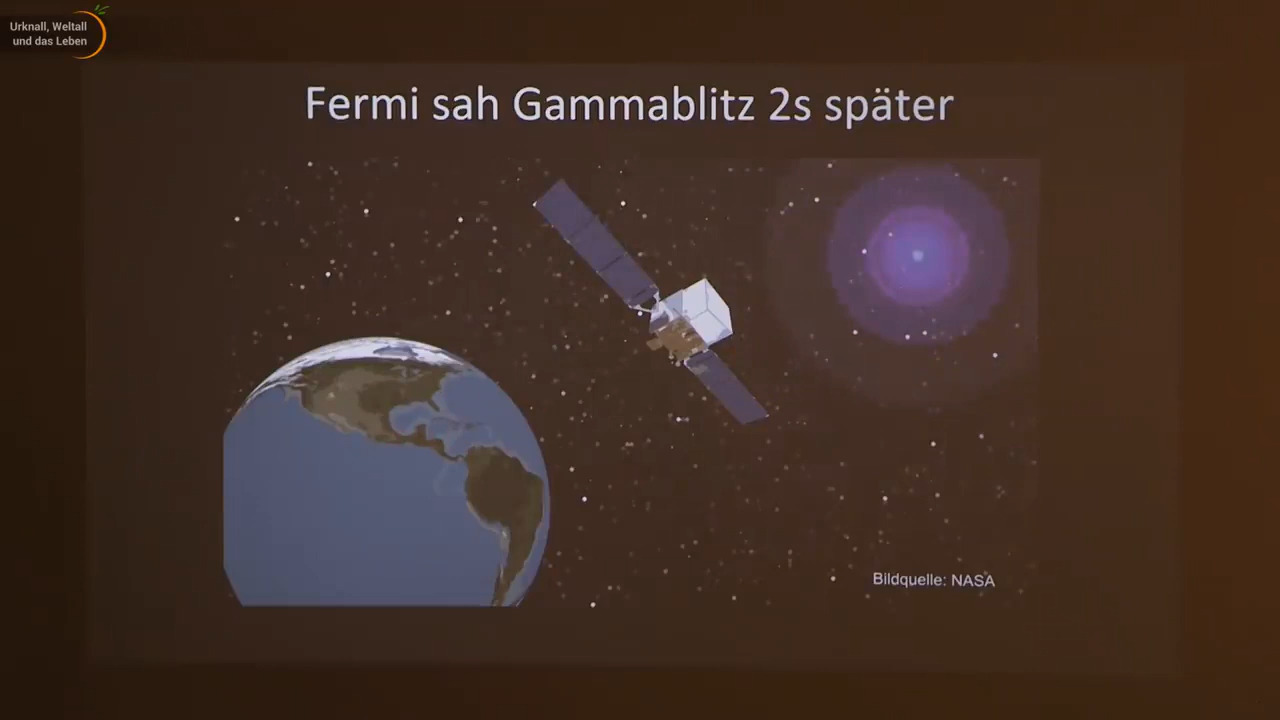 Urknall, Weltall
und das Leben
Fermi sah Gammablitz 2s später
Bildquelle: NASA